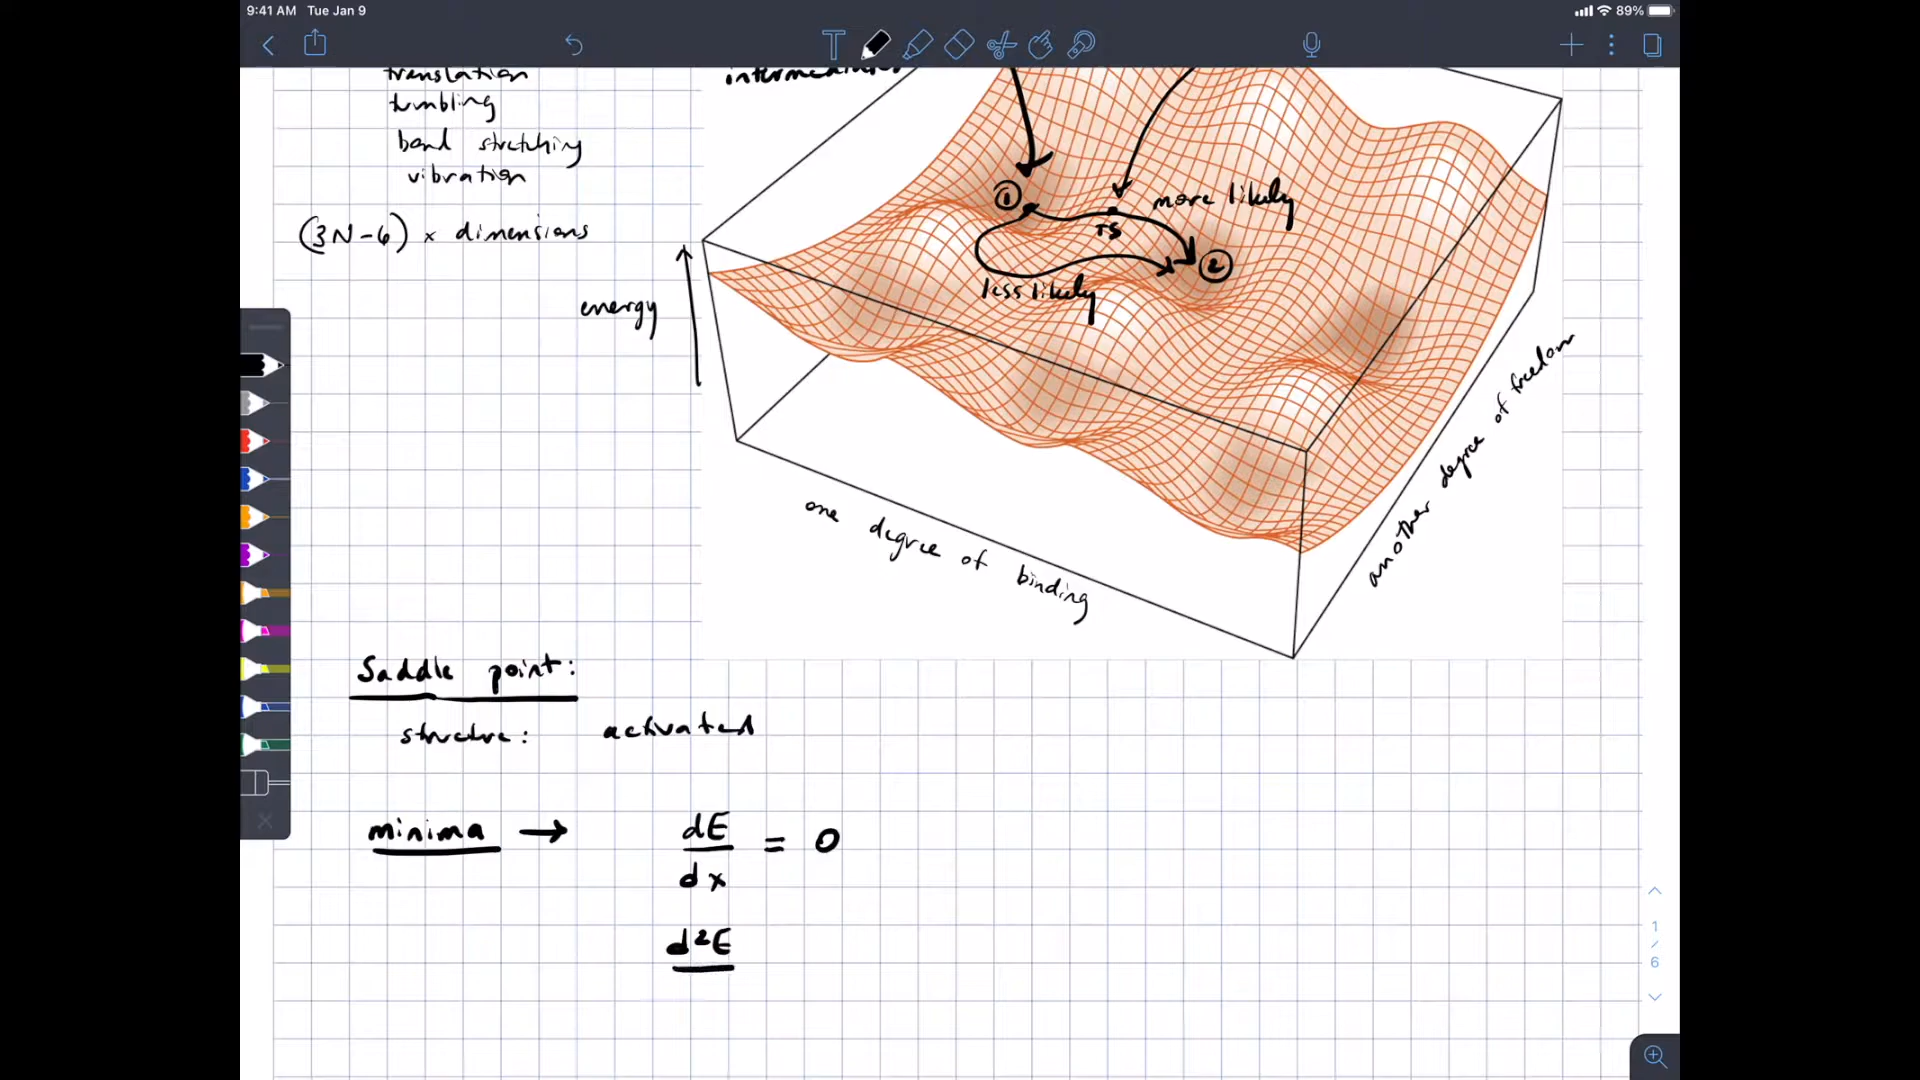 9:41 AM Tue Jan 9
89%
translation
tumbling
bond stretching
vibration
(3N-6) × dimensions
energy
①
TS
more likely
②
less likely
one degree of binding
another degree of freedom
Saddle point:
structure: activated
minima → dE/dx = 0
d²E
1
/
6